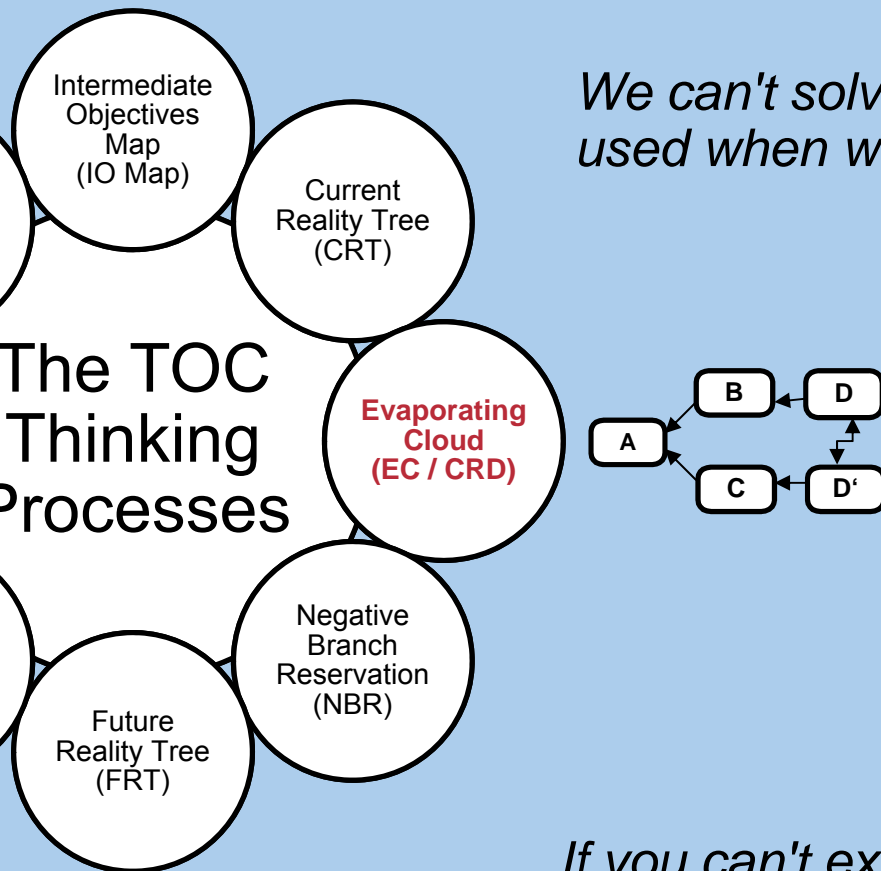 Intermediate
Objectives
Map
(IO Map)
We can't solv
used when w
Current
Reality Tree
(CRT)
The TOC
Thinking
Processes
Evaporating
Cloud
(EC / CRD)
A
B
D
C
D‘
Negative
Branch
Reservation
(NBR)
Future
Reality Tree
(FRT)
If you can't ex